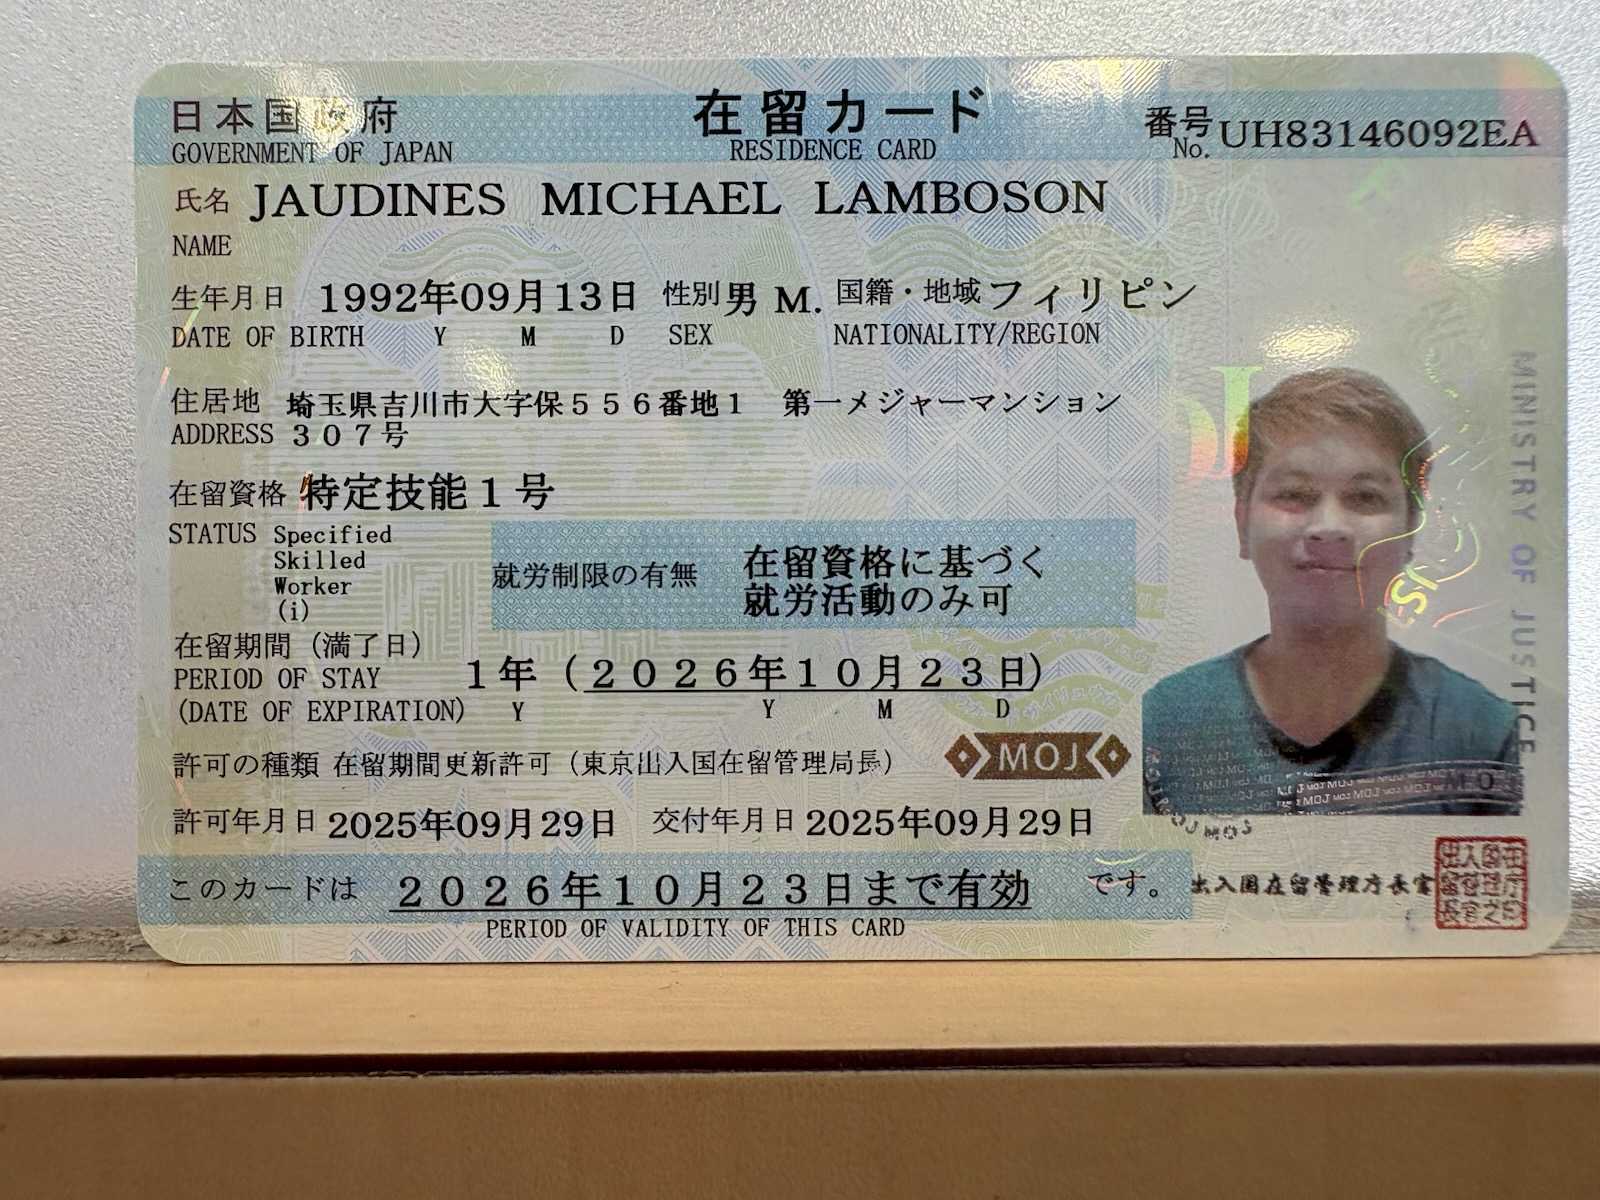 日本国政府 在留カード 番号 UH83146092EA
GOVERNMENT OF JAPAN RESIDENCE CARD No.
氏名 JAUDINES MICHAEL LAMBOSON
NAME
生年月日 1992年09月13日 性別 男 M. 国籍・地域 フィリピン
DATE OF BIRTH Y M D SEX NATIONALITY/REGION
住居地 埼玉県吉川市大字保556番地1 第一メジャーマンション
ADDRESS 307号
在留資格 特定技能1号
STATUS Specified
Skilled
Worker
(i)
就労制限の有無 在留資格に基づく
就労活動のみ可
在留期間(満了日)
PERIOD OF STAY 1年(2026年10月23日)
(DATE OF EXPIRATION) Y Y M D
MOJ
許可の種類 在留期間更新許可(東京出入国在留管理局長)
許可年月日 2025年09月29日 交付年月日 2025年09月29日
このカードは 2026年10月23日まで有効 です。
PERIOD OF VALIDITY OF THIS CARD
出入国在留管理庁長官
MINISTRY OF JUSTICE